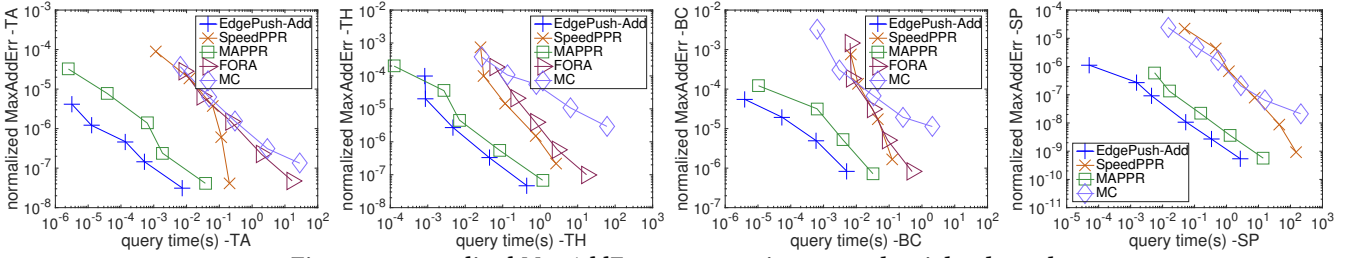 normalized MaxAddErr -TA
10^-3
10^-4
10^-5
10^-6
10^-7
10^-8
EdgePush-Add
SpeedPPR
MAPPR
FORA
MC
10^-6 10^-5 10^-4 10^-3 10^-2 10^-1 10^0 10^1 10^2
query time(s) -TA
normalized MaxAddErr -TH
10^-2
10^-3
10^-4
10^-5
10^-6
10^-7
10^-8
EdgePush-Add
SpeedPPR
MAPPR
FORA
MC
10^-4 10^-3 10^-2 10^-1 10^0 10^1 10^2
query time(s) -TH
normalized MaxAddErr -BC
10^-2
10^-3
10^-4
10^-5
10^-6
10^-7
EdgePush-Add
SpeedPPR
MAPPR
FORA
MC
10^-5 10^-4 10^-3 10^-2 10^-1 10^0 10^1 10^2
query time(s) -BC
normalized MaxAddErr -SP
10^-4
10^-5
10^-6
10^-7
10^-8
10^-9
10^-10
10^-11
EdgePush-Add
SpeedPPR
MAPPR
MC
10^-5 10^-4 10^-3 10^-2 10^-1 10^0 10^1 10^2 10^3
query time(s) -SP